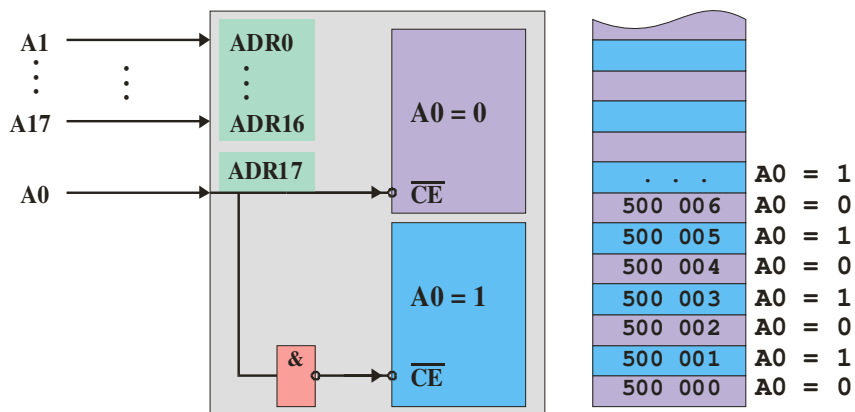 A1
ADR0
A17
ADR16
A0 = 0
ADR17
A0
CE
A0 = 1
&
CE
. . . A0 = 1
500 006 A0 = 0
500 005 A0 = 1
500 004 A0 = 0
500 003 A0 = 1
500 002 A0 = 0
500 001 A0 = 1
500 000 A0 = 0